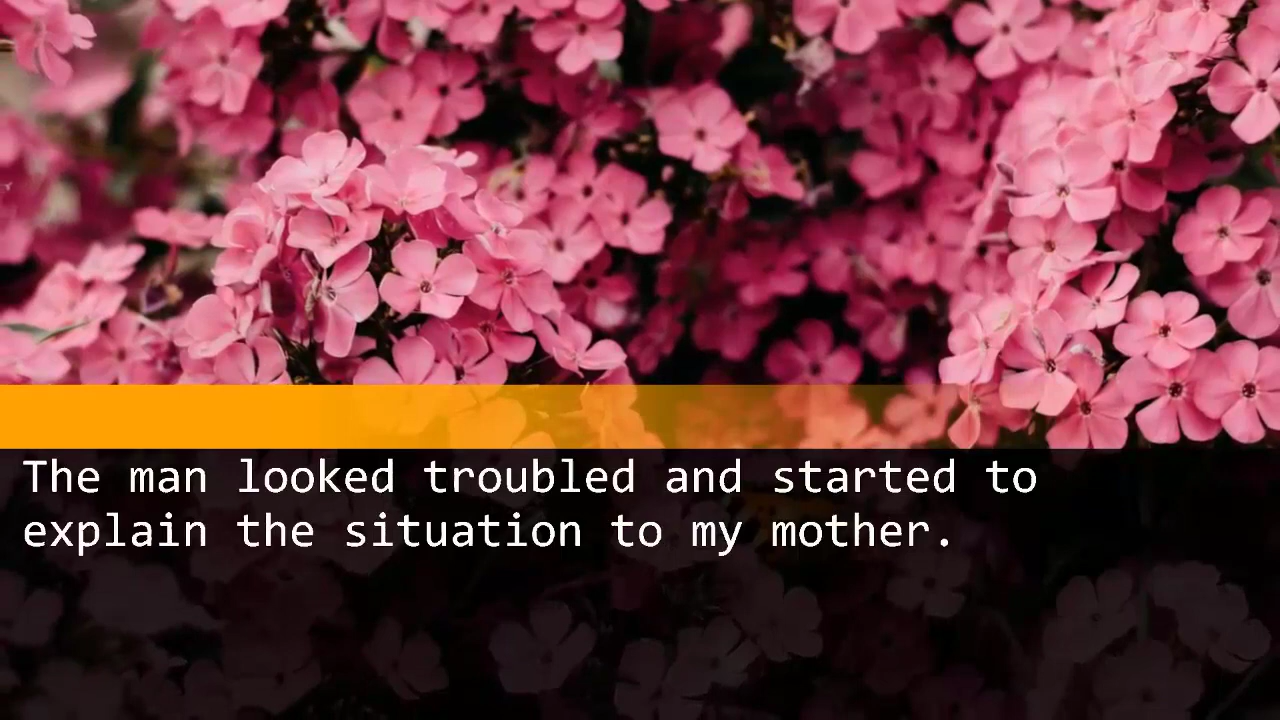 The man looked troubled and started to
explain the situation to my mother.